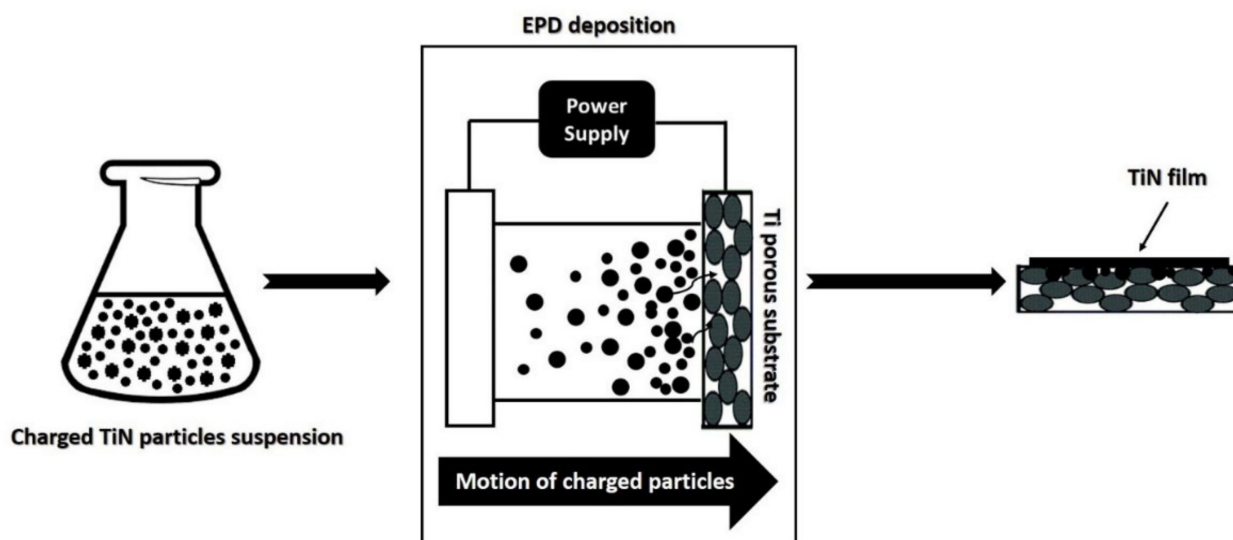 EPD deposition
Power
Supply
Ti porous substrate
TiN film
Charged TiN particles suspension
Motion of charged particles